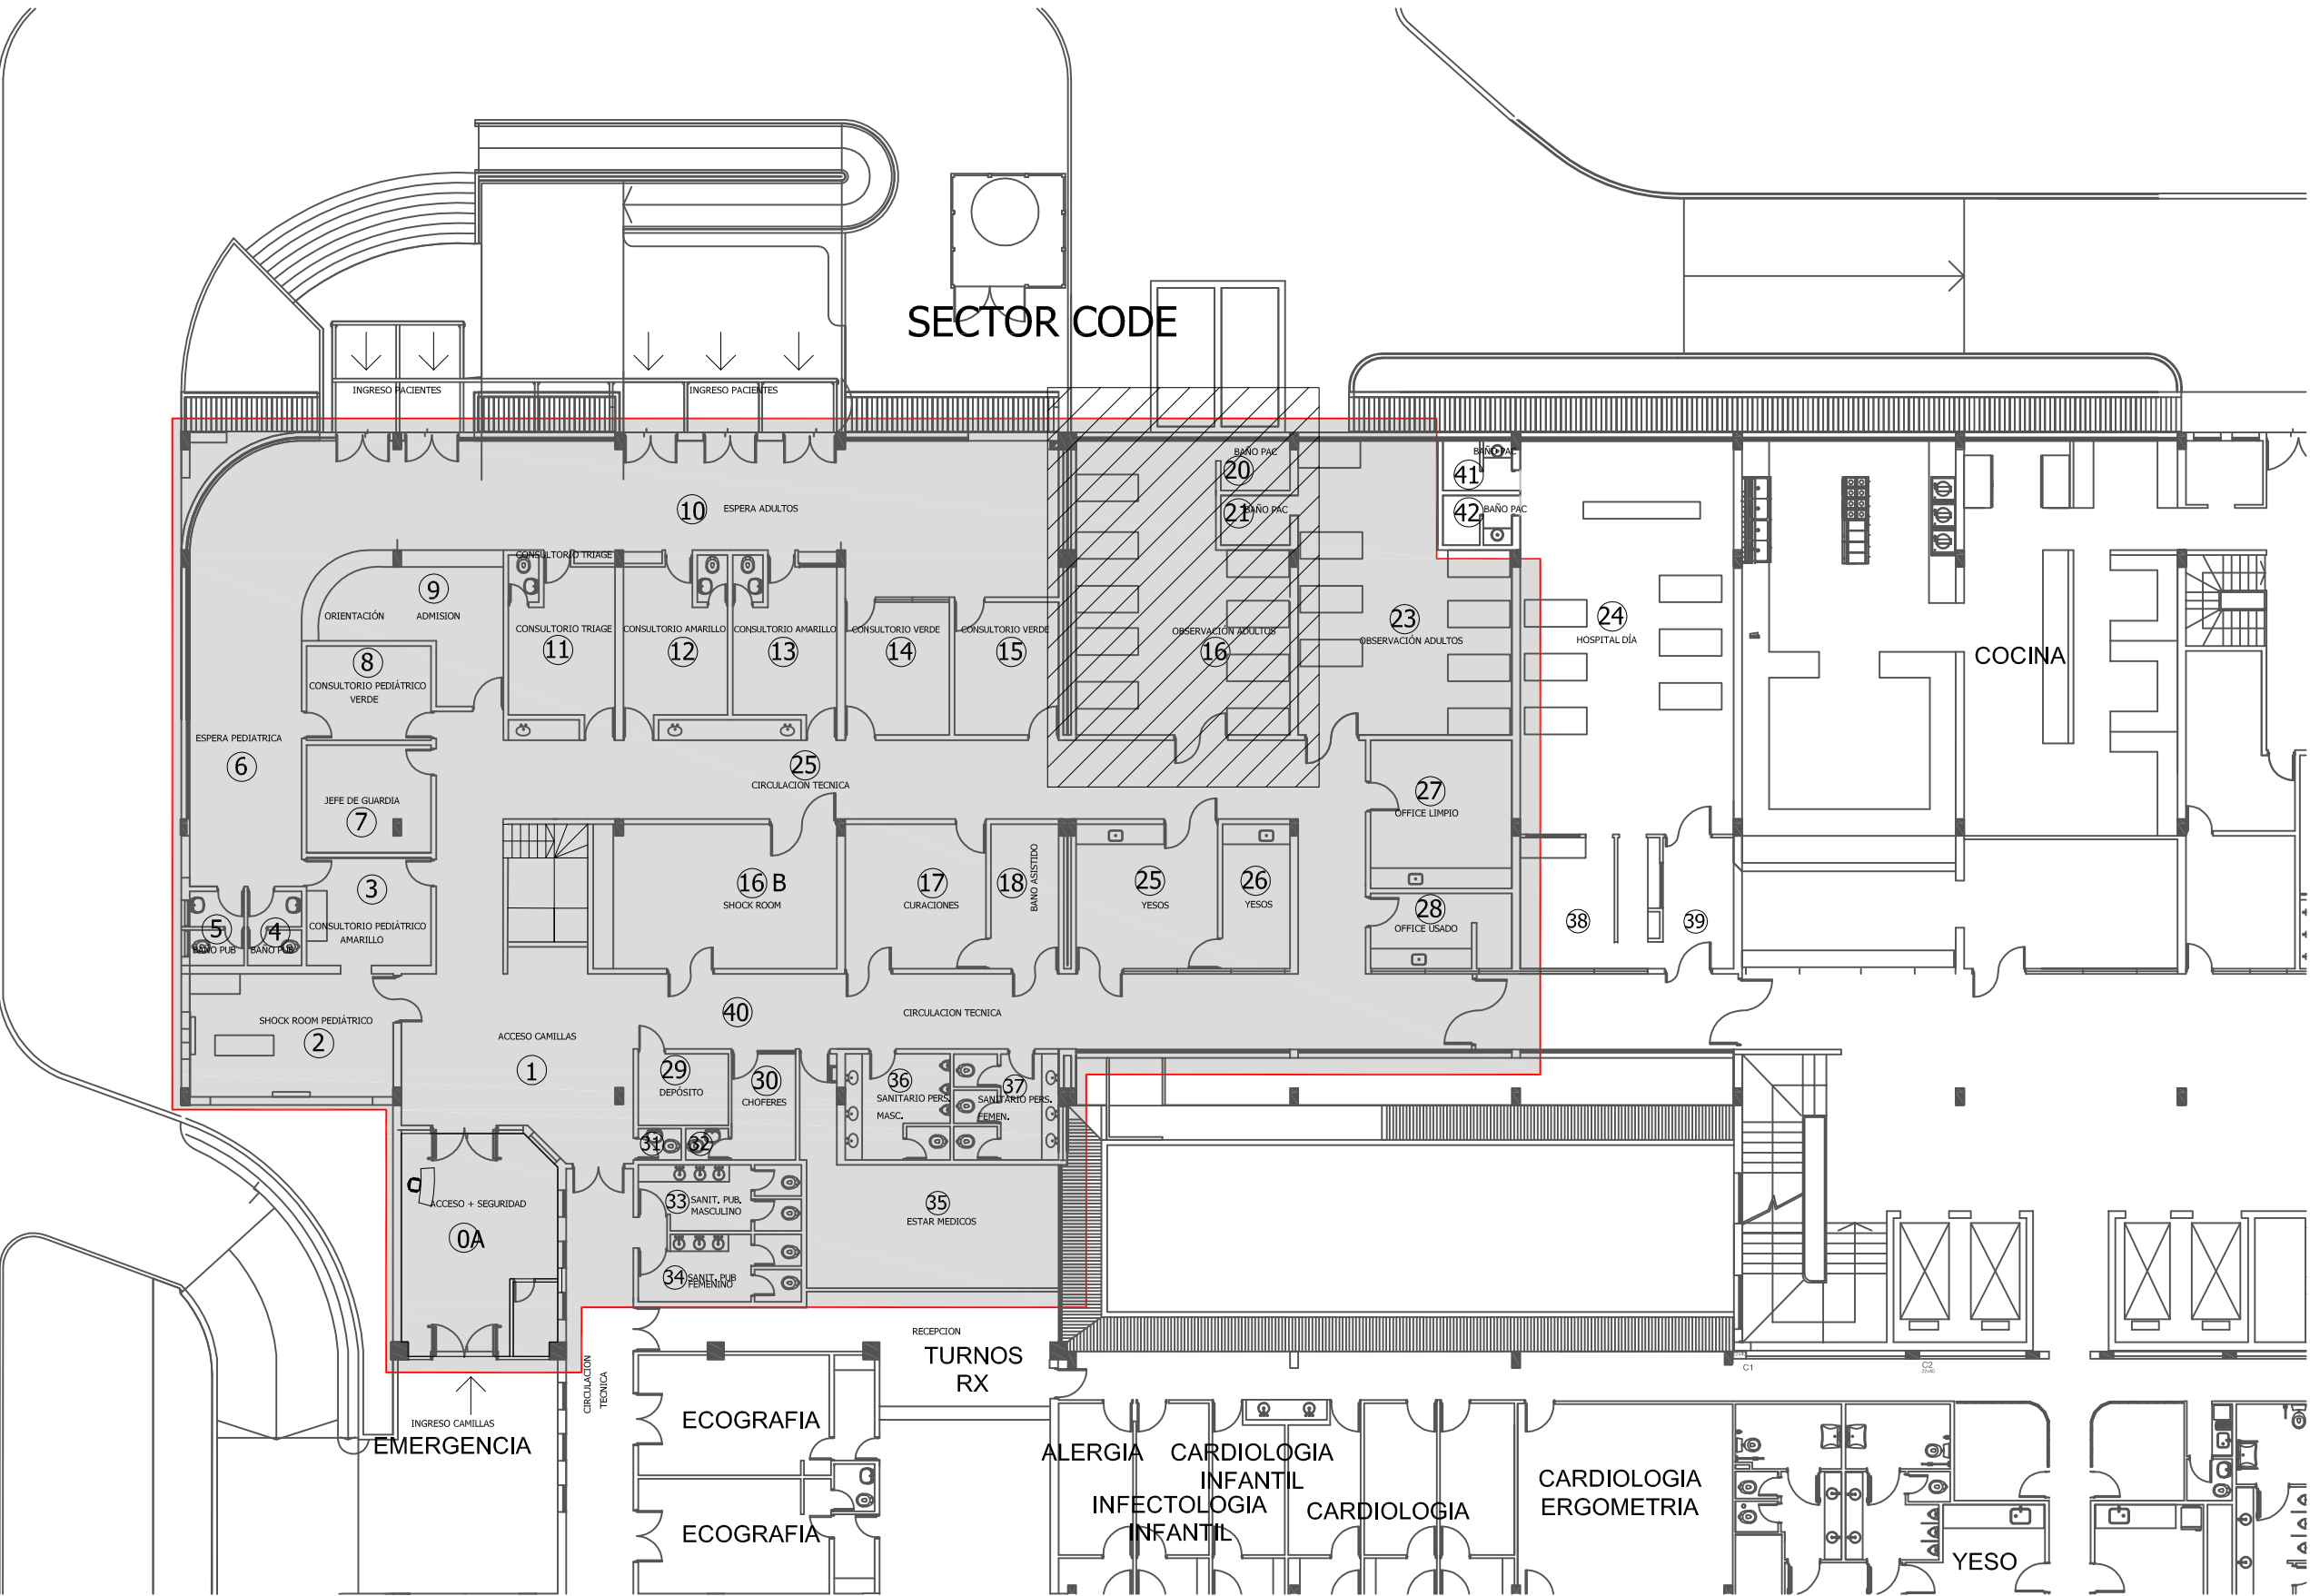 SECTOR CODE
INGRESO PACIENTES
INGRESO PACIENTES
BAÑO PAC
20
21
BAÑO PAC
BAÑO PAC
41
42
BAÑO PAC
10
ESPERA ADULTOS
CONSULTORIO TRIAGE
9
ORIENTACIÓN
ADMISION
CONSULTORIO TRIAGE
11
CONSULTORIO AMARILLO
12
CONSULTORIO AMARILLO
13
CONSULTORIO VERDE
14
CONSULTORIO VERDE
15
OBSERVACIÓN ADULTOS
16
23
OBSERVACIÓN ADULTOS
24
HOSPITAL DÍA
COCINA
8
CONSULTORIO PEDIÁTRICO
VERDE
ESPERA PEDIATRICA
6
JEFE DE GUARDIA
7
25
CIRCULACION TECNICA
27
OFFICE LIMPIO
3
CONSULTORIO PEDIÁTRICO
AMARILLO
16 B
SHOCK ROOM
17
CURACIONES
18
BANO ASISTIDO
25
YESOS
26
YESOS
28
OFFICE USADO
38
39
5
BAÑO PUB
4
BAÑO PUB
SHOCK ROOM PEDIÁTRICO
2
40
CIRCULACION TECNICA
ACCESO CAMILLAS
1
29
DEPÓSITO
30
CHOFERES
36
SANITARIO PERS.
MASC.
37
SANITARIO PERS.
FEMEN.
31
32
ACCESO + SEGURIDAD
0A
33
SANIT. PUB.
MASCULINO
34
SANIT. PUB
FEMENINO
35
ESTAR MEDICOS
RECEPCION
TURNOS
RX
CIRCULACION
TECNICA
INGRESO CAMILLAS
EMERGENCIA
ECOGRAFIA
ECOGRAFIA
C1
C2
ALERGIA
CARDIOLOGIA
INFANTIL
INFECTOLOGIA
INFANTIL
CARDIOLOGIA
CARDIOLOGIA
ERGOMETRIA
YESO